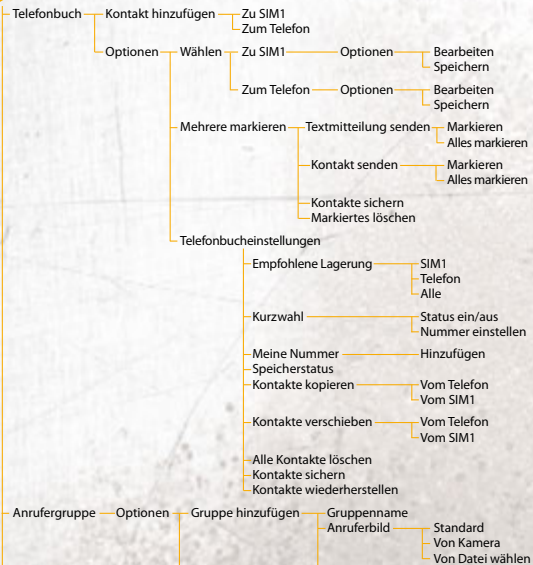 Telefonbuch Kontakt hinzufügen Zu SIM1
Zum Telefon
Optionen Wählen Zu SIM1 Optionen Bearbeiten
Speichern
Zum Telefon Optionen Bearbeiten
Speichern
Mehrere markieren Textmitteilung senden Markieren
Alles markieren
Kontakt senden Markieren
Alles markieren
Kontakte sichern
Markiertes löschen
Telefonbucheinstellungen
Empfohlene Lagerung SIM1
Telefon
Alle
Kurzwahl Status ein/aus
Nummer einstellen
Meine Nummer Hinzufügen
Speicherstatus
Kontakte kopieren Vom Telefon
Vom SIM1
Kontakte verschieben Vom Telefon
Vom SIM1
Alle Kontakte löschen
Kontakte sichern
Kontakte wiederherstellen
Anrufergruppe Optionen Gruppe hinzufügen Gruppenname
Anruferbild Standard
Von Kamera
Von Datei wählen